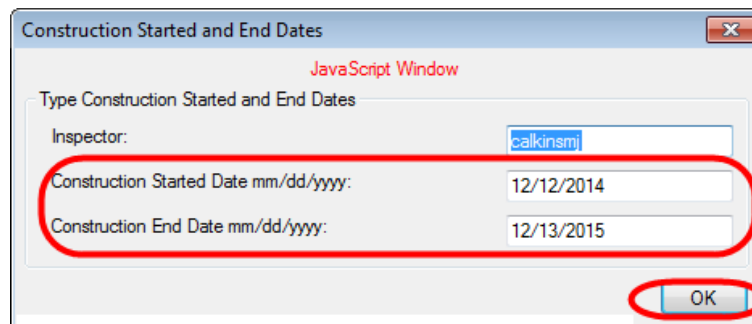 Construction Started and End Dates
JavaScript Window
Type Construction Started and End Dates
Inspector: calkinsmj
Construction Started Date mm/dd/yyyy: 12/12/2014
Construction End Date mm/dd/yyyy: 12/13/2015
OK